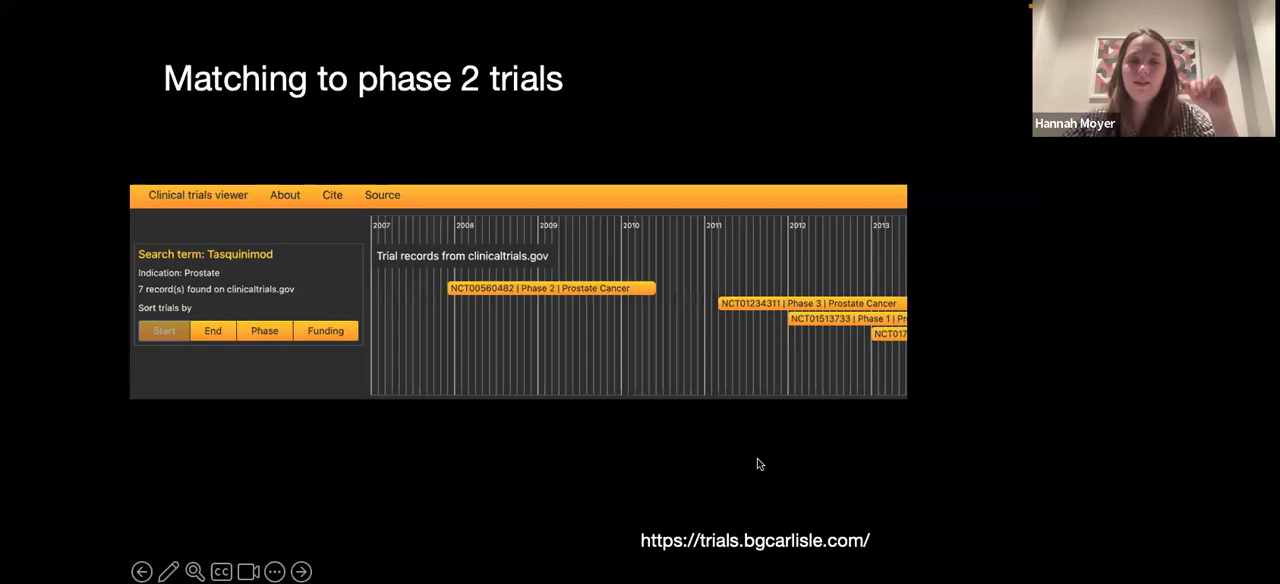 Matching to phase 2 trials
Hannah Moyer
Clinical trials viewer About Cite Source
2007 2008 2009 2010 2011 2012 2013
Search term: Tasquinimod
Indication: Prostate
7 record(s) found on clinicaltrials.gov
Sort trials by
Start End Phase Funding
Trial records from clinicaltrials.gov
NCT00560482 | Phase 2 | Prostate Cancer
NCT01234311 | Phase 3 | Prostate Cancer
NCT01513733 | Phase 1 | Pr
NCT017
https://trials.bgcarlisle.com/
CC